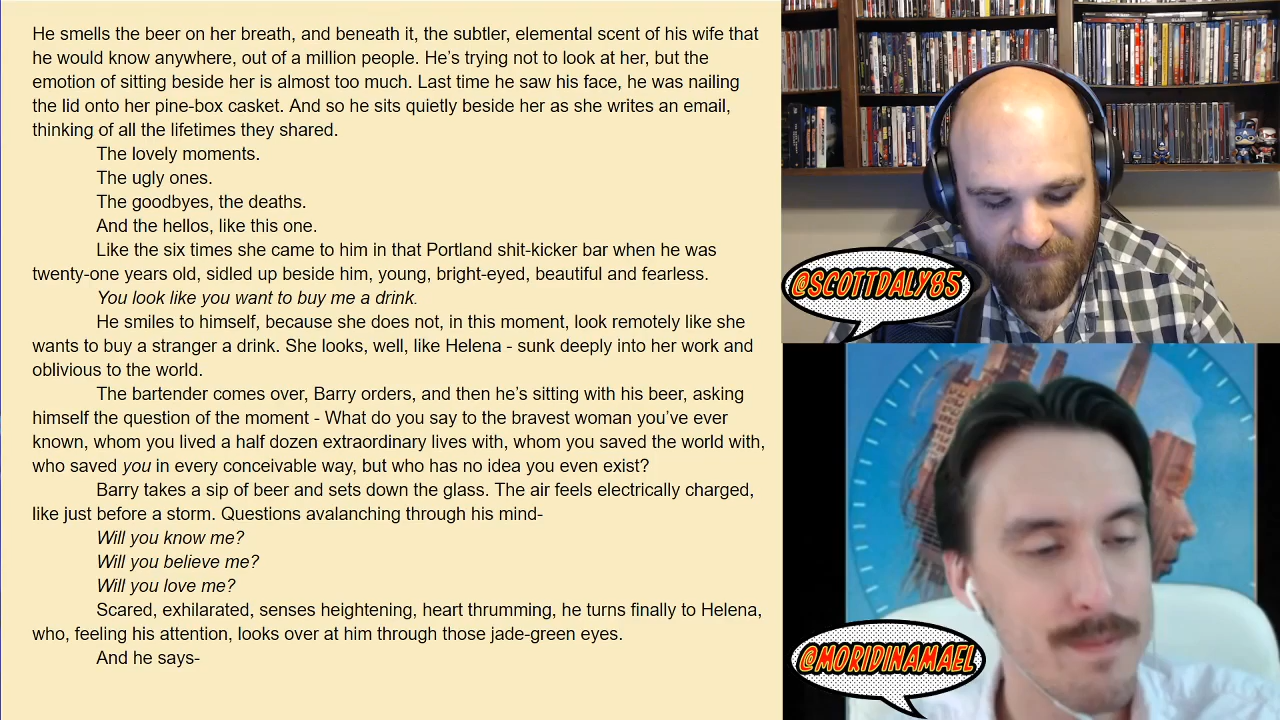 He smells the beer on her breath, and beneath it, the subtler, elemental scent of his wife that
he would know anywhere, out of a million people. He's trying not to look at her, but the
emotion of sitting beside her is almost too much. Last time he saw his face, he was nailing
the lid onto her pine-box casket. And so he sits quietly beside her as she writes an email,
thinking of all the lifetimes they shared.
The lovely moments.
The ugly ones.
The goodbyes, the deaths.
And the hellos, like this one.
Like the six times she came to him in that Portland shit-kicker bar when he was
twenty-one years old, sidled up beside him, young, bright-eyed, beautiful and fearless.
You look like you want to buy me a drink.
He smiles to himself, because she does not, in this moment, look remotely like she
wants to buy a stranger a drink. She looks, well, like Helena - sunk deeply into her work and
oblivious to the world.
The bartender comes over, Barry orders, and then he's sitting with his beer, asking
himself the question of the moment - What do you say to the bravest woman you've ever
known, whom you lived a half dozen extraordinary lives with, whom you saved the world with,
who saved you in every conceivable way, but who has no idea you even exist?
Barry takes a sip of beer and sets down the glass. The air feels electrically charged,
like just before a storm. Questions avalanching through his mind-
Will you know me?
Will you believe me?
Will you love me?
Scared, exhilarated, senses heightening, heart thrumming, he turns finally to Helena,
who, feeling his attention, looks over at him through those jade-green eyes.
And he says-
@SCOTTDALY85
@MORIDINAMAEL